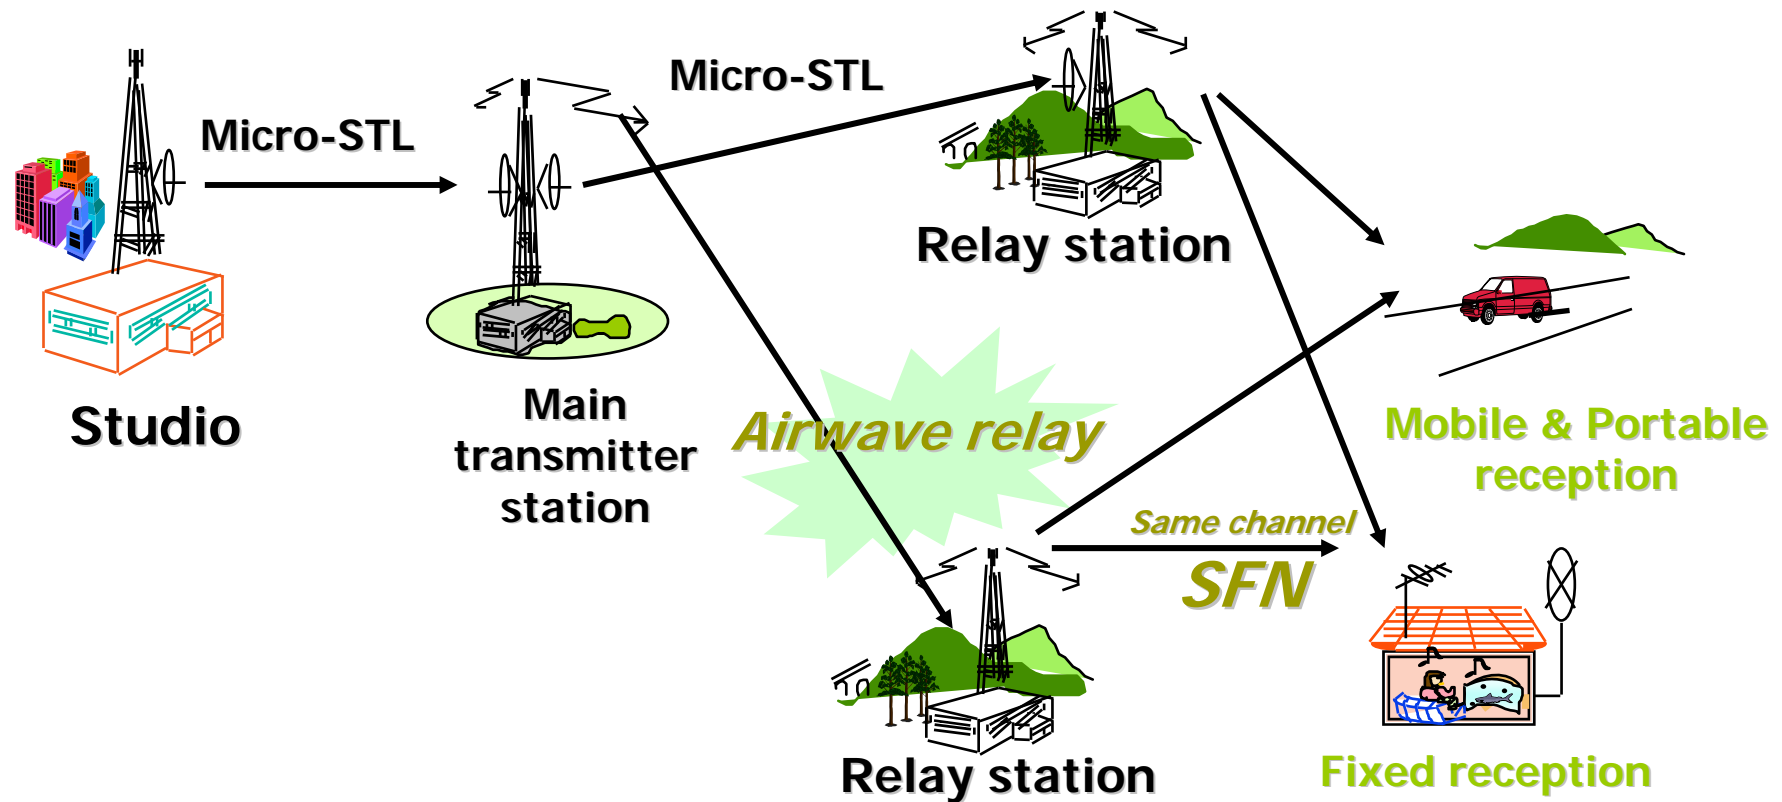 Micro-STL
Micro-STL
Relay station
Studio
Main
transmitter
station
Airwave relay
Mobile & Portable
reception
Same channel
SFN
Relay station
Fixed reception